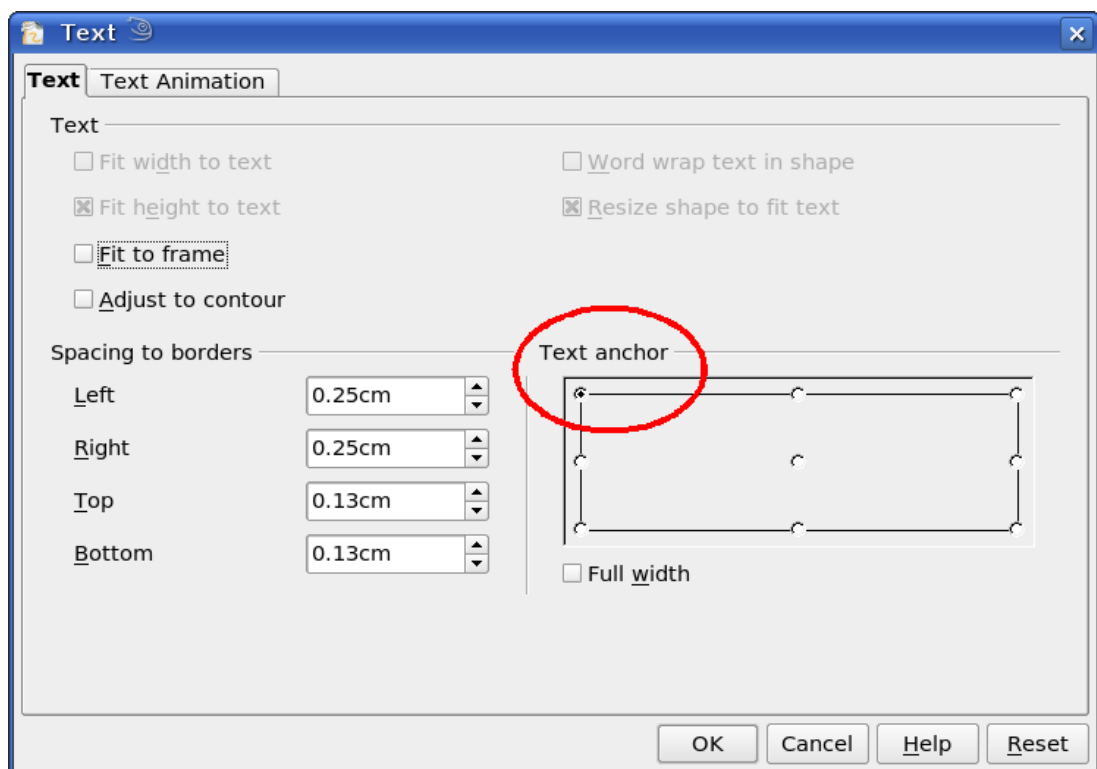 Text
Text Text Animation
Text
Fit width to text Word wrap text in shape
Fit height to text Resize shape to fit text
Fit to frame
Adjust to contour
Spacing to borders Text anchor
Left 0.25cm
Right 0.25cm
Top 0.13cm
Bottom 0.13cm
Full width
OK Cancel Help Reset